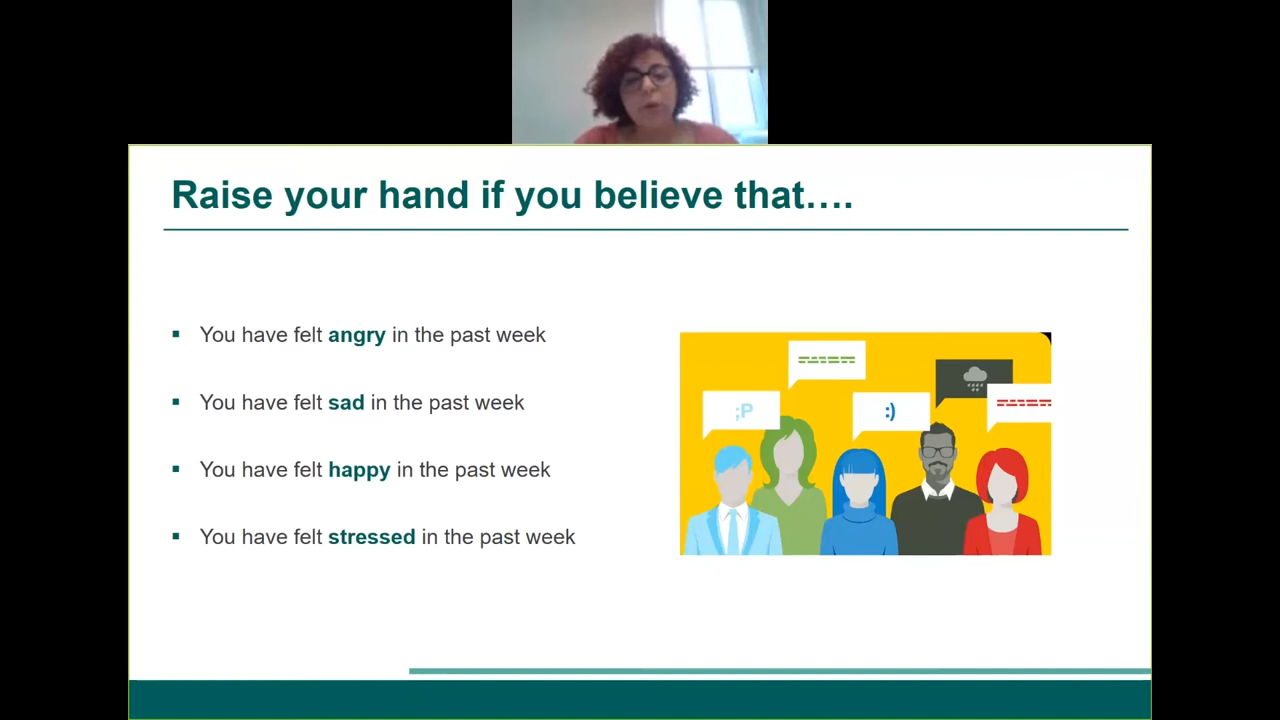 Raise your hand if you believe that….
▪ You have felt angry in the past week
▪ You have felt sad in the past week
▪ You have felt happy in the past week
▪ You have felt stressed in the past week
;P
:)